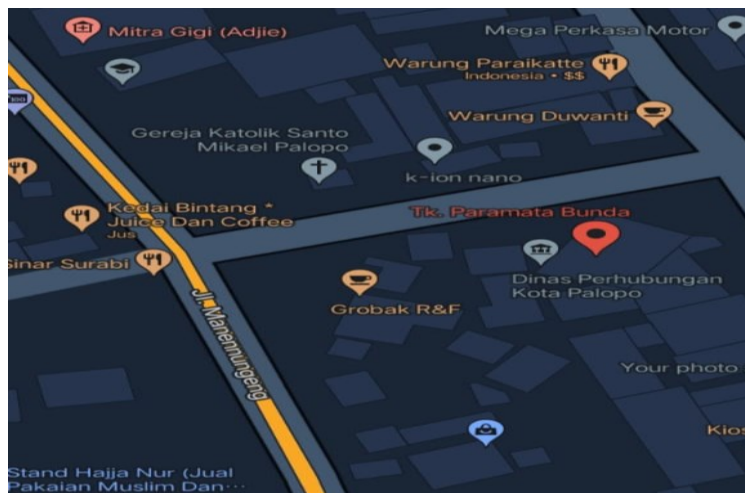 Mitra Gigi (Adjie)
Mega Perkasa Motor
Warung Paraikatte
Indonesia • $$
Warung Duwanti
Gereja Katolik Santo
Mikael Palopo
k-ion nano
Kedai Bintang *
Juice Dan Coffee
Jus
Tk. Paramata Bunda
Sinar Surabi
Dinas Perhubungan
Kota Palopo
Grobak R&F
Jl. Manennungeng
Your photo
Kios
Stand Hajja Nur (Jual
Pakaian Muslim Dan...